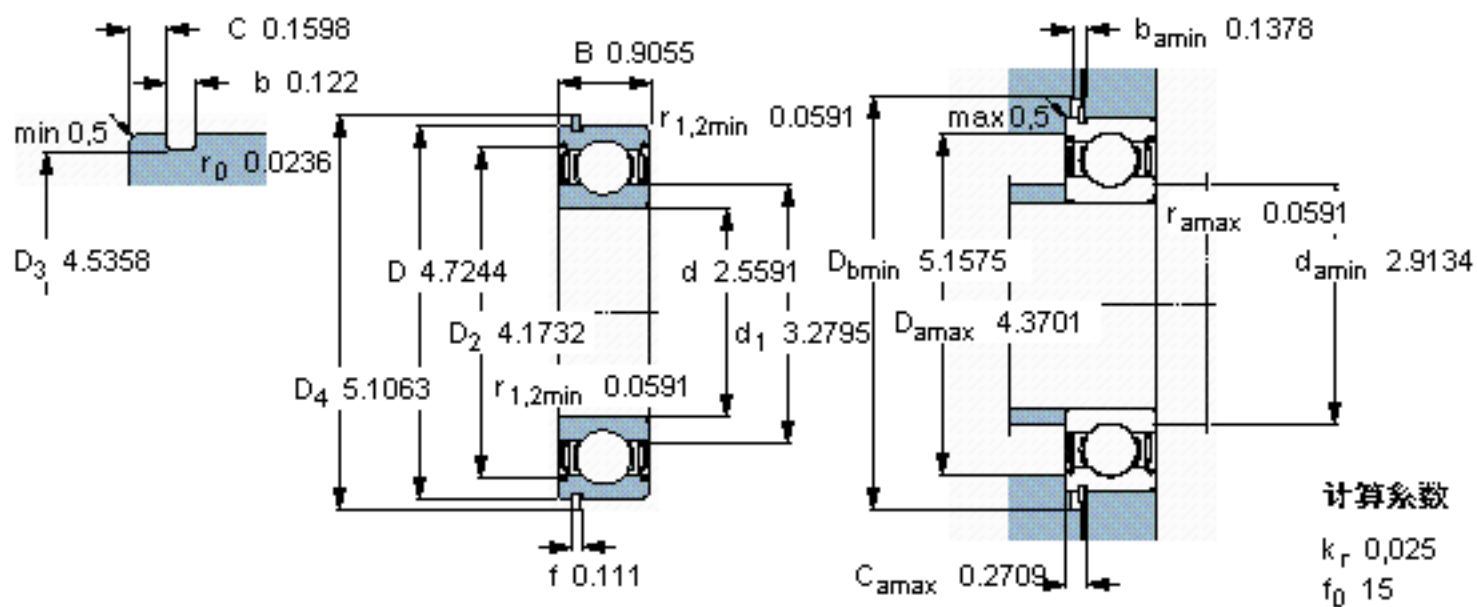 C 0.1598
b 0.122
min 0,5
r0 0.0236
D3 4.5358
B 0.9055
r1,2min 0.0591
D 4.7244
d 2.5591
D2 4.1732
d1 3.2795
D4 5.1063
r1,2min 0.0591
f 0.111
bamin 0.1378
max 0,5
ramax 0.0591
Dbmin 5.1575
damin 2.9134
Damax 4.3701
Camax 0.2709
计算系数
kr 0,025
f0 15